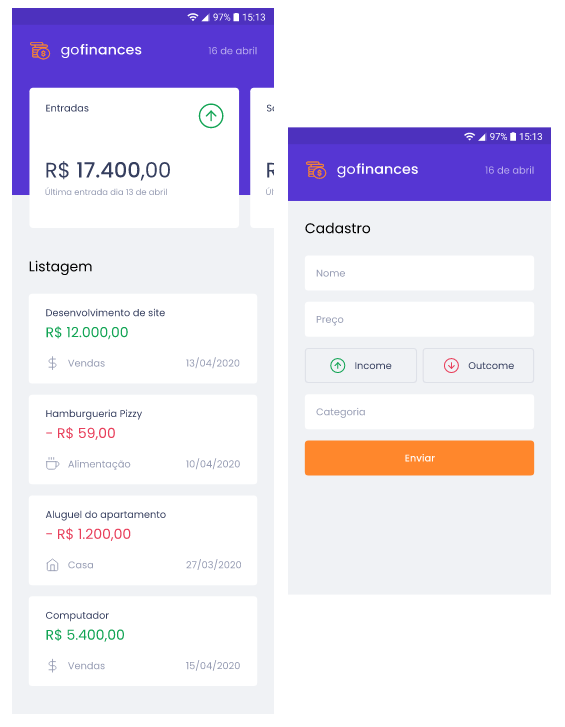 97% 15:13
gofinances
16 de abril
Entradas
R$ 17.400,00
Última entrada dia 13 de abril
Listagem
Desenvolvimento de site
R$ 12.000,00
Vendas 13/04/2020
Hamburgueria Pizzy
- R$ 59,00
Alimentação 10/04/2020
Aluguel do apartamento
- R$ 1.200,00
Casa 27/03/2020
Computador
R$ 5.400,00
Vendas 15/04/2020
97% 15:13
gofinances
16 de abril
Cadastro
Nome
Preço
Income Outcome
Categoria
Enviar